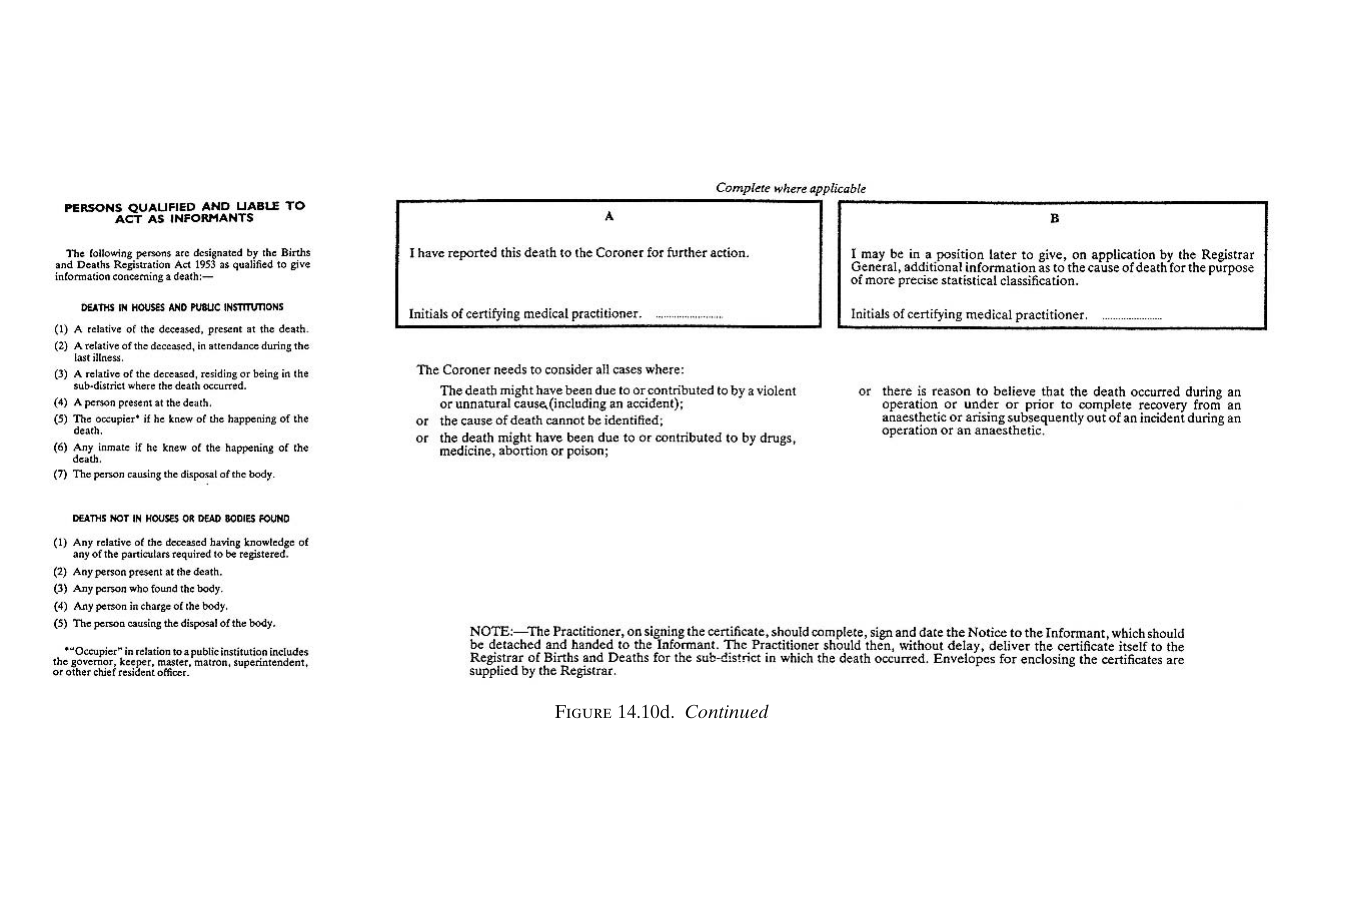 PERSONS QUALIFIED AND LIABLE TO
ACT AS INFORMANTS
The following persons are designated by the Births
and Deaths Registration Act 1953 as qualified to give
information concerning a death:—
DEATHS IN HOUSES AND PUBLIC INSTITUTIONS
(1) A relative of the deceased, present at the death.
(2) A relative of the deceased, in attendance during the
last illness.
(3) A relative of the deceased, residing or being in the
sub-district where the death occurred.
(4) A person present at the death.
(5) The occupier* if he knew of the happening of the
death.
(6) Any inmate if he knew of the happening of the
death.
(7) The person causing the disposal of the body.
DEATHS NOT IN HOUSES OR DEAD BODIES FOUND
(1) Any relative of the deceased having knowledge of
any of the particulars required to be registered.
(2) Any person present at the death.
(3) Any person who found the body.
(4) Any person in charge of the body.
(5) The person causing the disposal of the body.
*"Occupier" in relation to a public institution includes
the governor, keeper, master, matron, superintendent,
or other chief resident officer.
Complete where applicable
A
I have reported this death to the Coroner for further action.
Initials of certifying medical practitioner. ........................
B
I may be in a position later to give, on application by the Registrar
General, additional information as to the cause of death for the purpose
of more precise statistical classification.
Initials of certifying medical practitioner. ........................
The Coroner needs to consider all cases where:
The death might have been due to or contributed to by a violent
or unnatural cause, (including an accident);
or the cause of death cannot be identified;
or the death might have been due to or contributed to by drugs,
medicine, abortion or poison;
or there is reason to believe that the death occurred during an
operation or under or prior to complete recovery from an
anaesthetic or arising subsequently out of an incident during an
operation or an anaesthetic.
NOTE:—The Practitioner, on signing the certificate, should complete, sign and date the Notice to the Informant, which should
be detached and handed to the Informant. The Practitioner should then, without delay, deliver the certificate itself to the
Registrar of Births and Deaths for the sub-district in which the death occurred. Envelopes for enclosing the certificates are
supplied by the Registrar.
FIGURE 14.10d. Continued